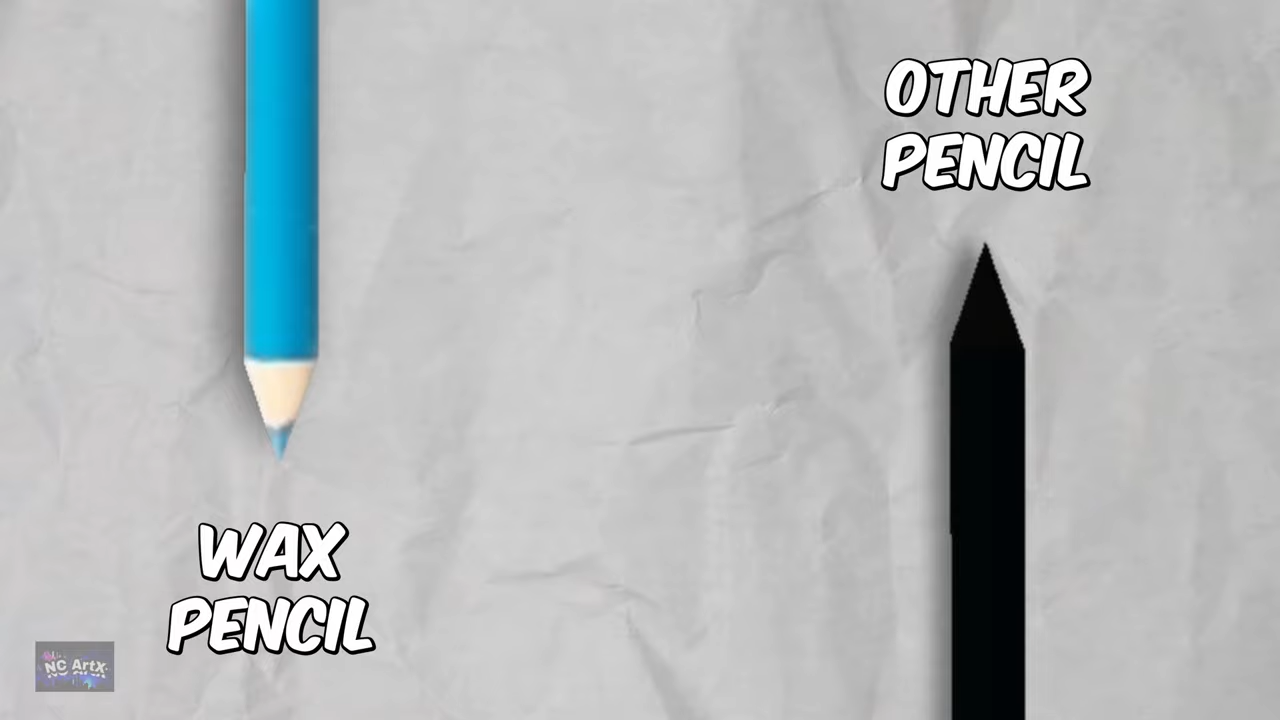 OTHER
PENCIL
WAX
PENCIL
NC ArtX